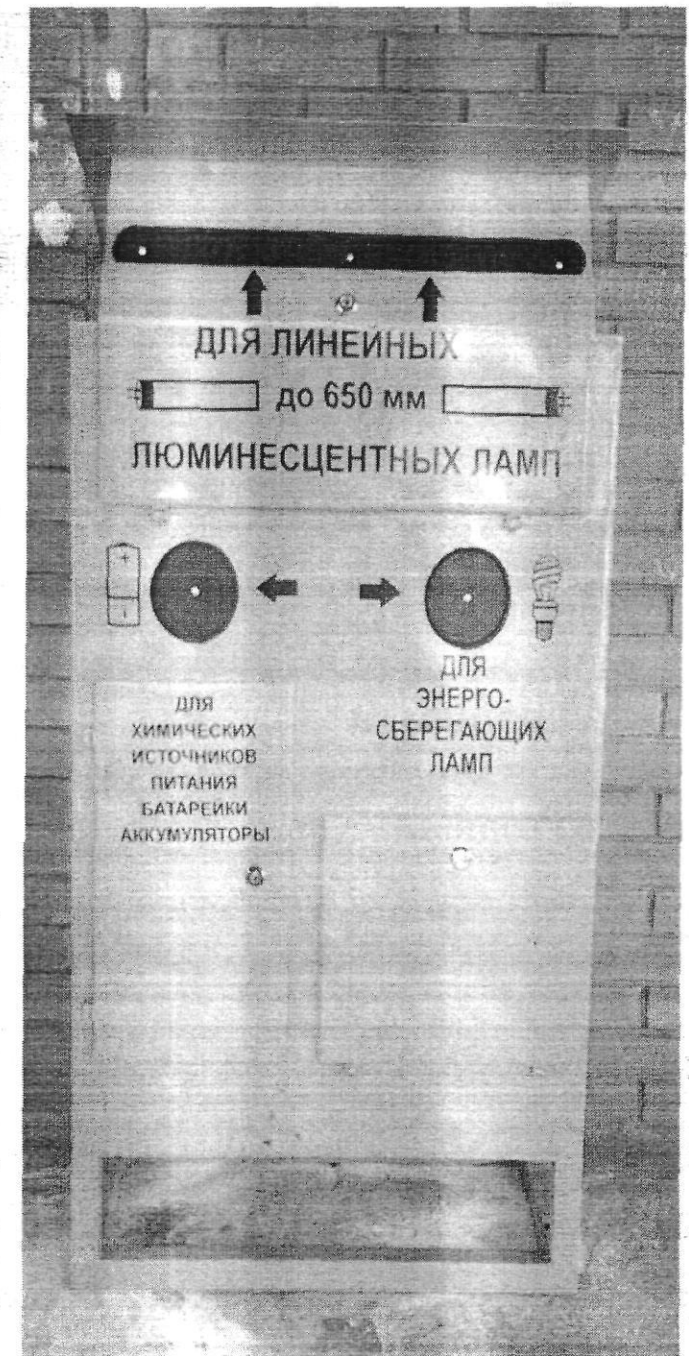 ДЛЯ ЛИНЕЙНЫХ
до 650 мм
ЛЮМИНЕСЦЕНТНЫХ ЛАМП
ДЛЯ
ХИМИЧЕСКИХ
ИСТОЧНИКОВ
ПИТАНИЯ
БАТАРЕЙКИ
АККУМУЛЯТОРЫ
ДЛЯ
ЭНЕРГО-
СБЕРЕГАЮЩИХ
ЛАМП